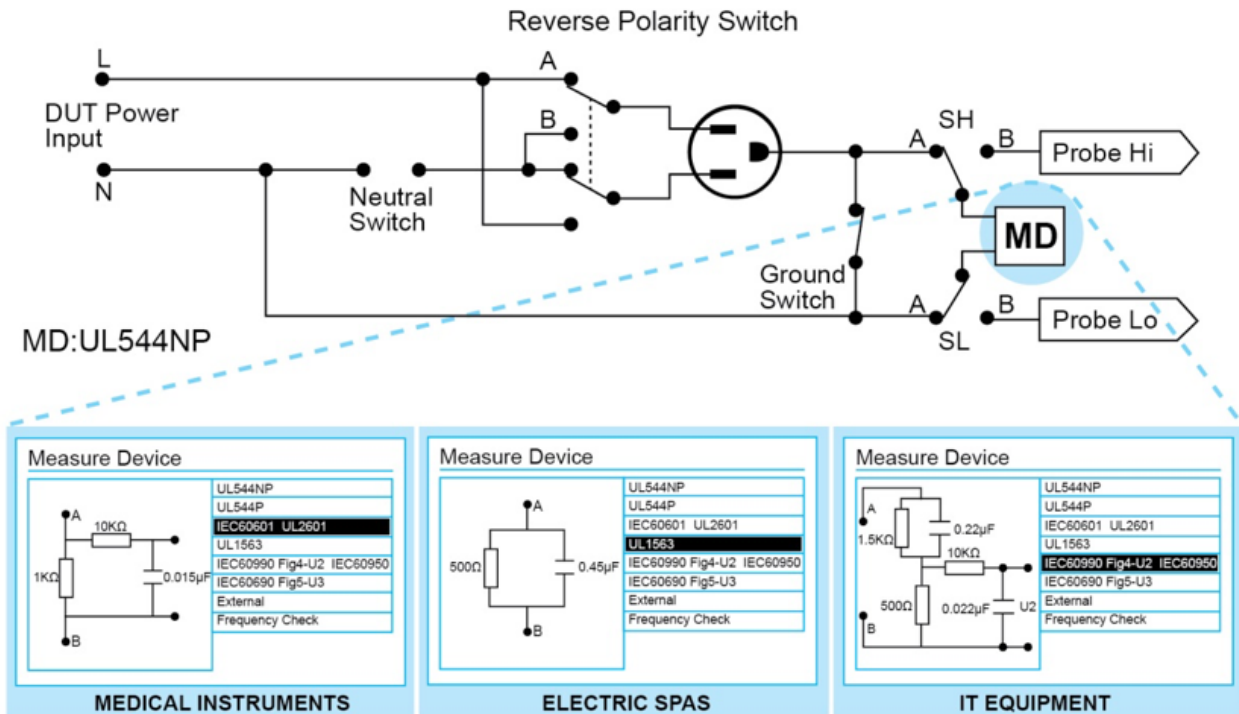 Reverse Polarity Switch
L
A
DUT Power
Input
B
N
Neutral
Switch
A
SH
B
Probe Hi
MD
Ground
Switch
A
SL
B
Probe Lo
MD:UL544NP
Measure Device
A
10KΩ
1KΩ
0.015µF
B
UL544NP
UL544P
IEC60601 UL2601
UL1563
IEC60990 Fig4-U2 IEC60950
IEC60690 Fig5-U3
External
Frequency Check
MEDICAL INSTRUMENTS
Measure Device
A
500Ω
0.45µF
B
UL544NP
UL544P
IEC60601 UL2601
UL1563
IEC60990 Fig4-U2 IEC60950
IEC60690 Fig5-U3
External
Frequency Check
ELECTRIC SPAS
Measure Device
A
0.22µF
1.5KΩ
10KΩ
500Ω
0.022µF
U2
B
UL544NP
UL544P
IEC60601 UL2601
UL1563
IEC60990 Fig4-U2 IEC60950
IEC60690 Fig5-U3
External
Frequency Check
IT EQUIPMENT